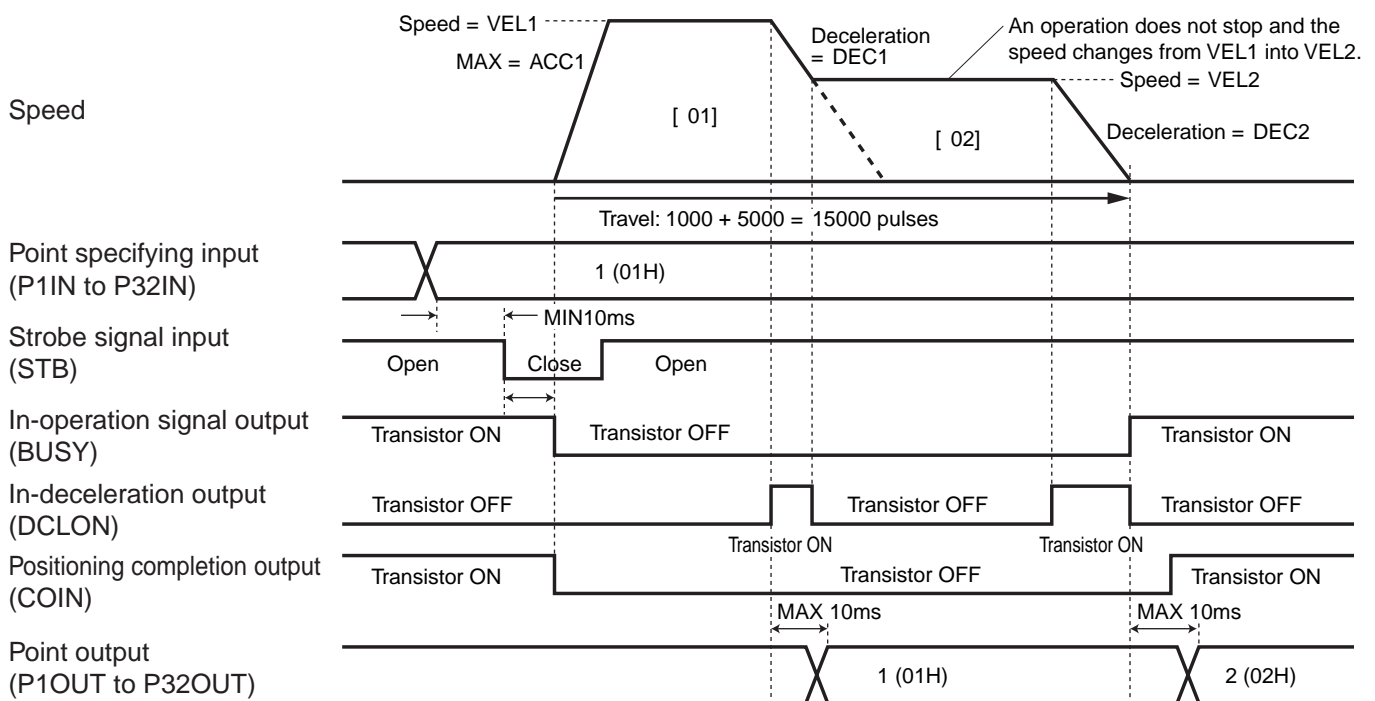 Speed = VEL1
MAX = ACC1
Deceleration
= DEC1
An operation does not stop and the
speed changes from VEL1 into VEL2.
Speed = VEL2
Speed
[ 01]
[ 02]
Deceleration = DEC2
Travel: 1000 + 5000 = 15000 pulses
Point specifying input
(P1IN to P32IN)
1 (01H)
MIN10ms
Strobe signal input
(STB)
Open
Close
Open
In-operation signal output
(BUSY)
Transistor ON
Transistor OFF
Transistor ON
In-deceleration output
(DCLON)
Transistor OFF
Transistor OFF
Transistor OFF
Transistor ON
Transistor ON
Positioning completion output
(COIN)
Transistor ON
Transistor OFF
Transistor ON
MAX 10ms
MAX 10ms
Point output
(P1OUT to P32OUT)
1 (01H)
2 (02H)